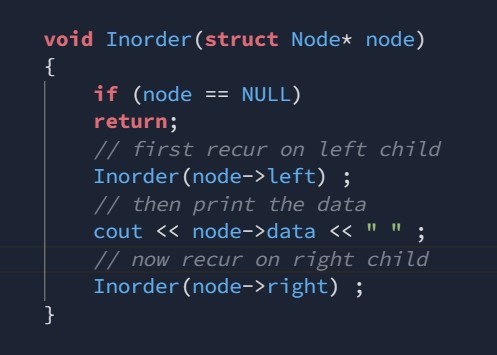 void Inorder(struct Node* node)
{
if (node == NULL)
return;
// first recur on left child
Inorder(node->left) ;
// then print the data
cout << node->data << " " ;
// now recur on right child
Inorder(node->right) ;
}